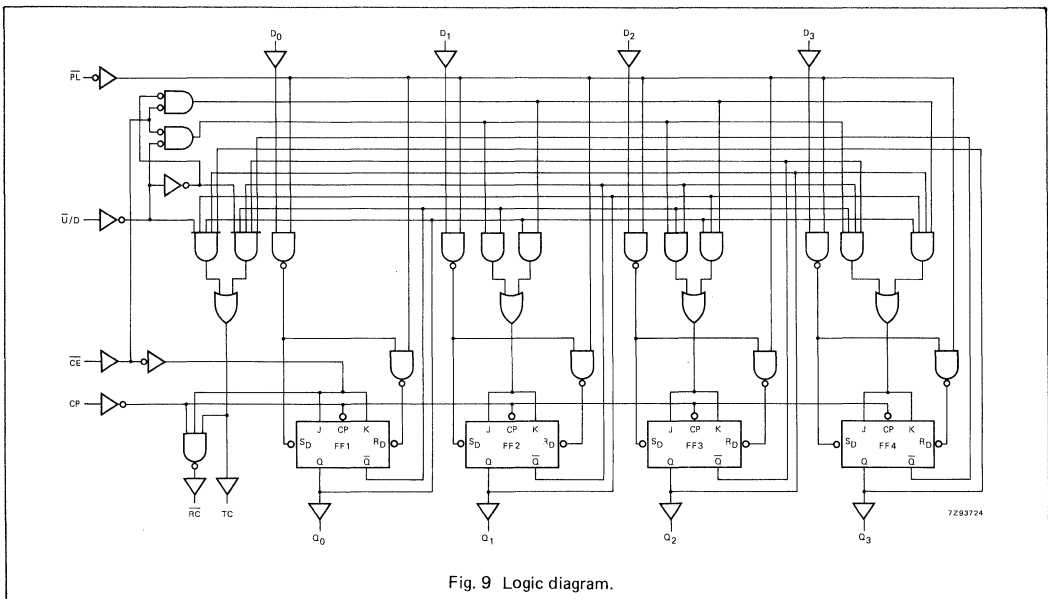 D0 D1 D2 D3
PL
U/D
CE
CP
J CP K J CP K J CP K J CP K
SD FF1 RD SD FF2 RD SD FF3 RD SD FF4 RD
Q Q̅ Q Q̅ Q Q̅ Q Q̅
RC TC
7Z93724
Q0 Q1 Q2 Q3
Fig. 9 Logic diagram.